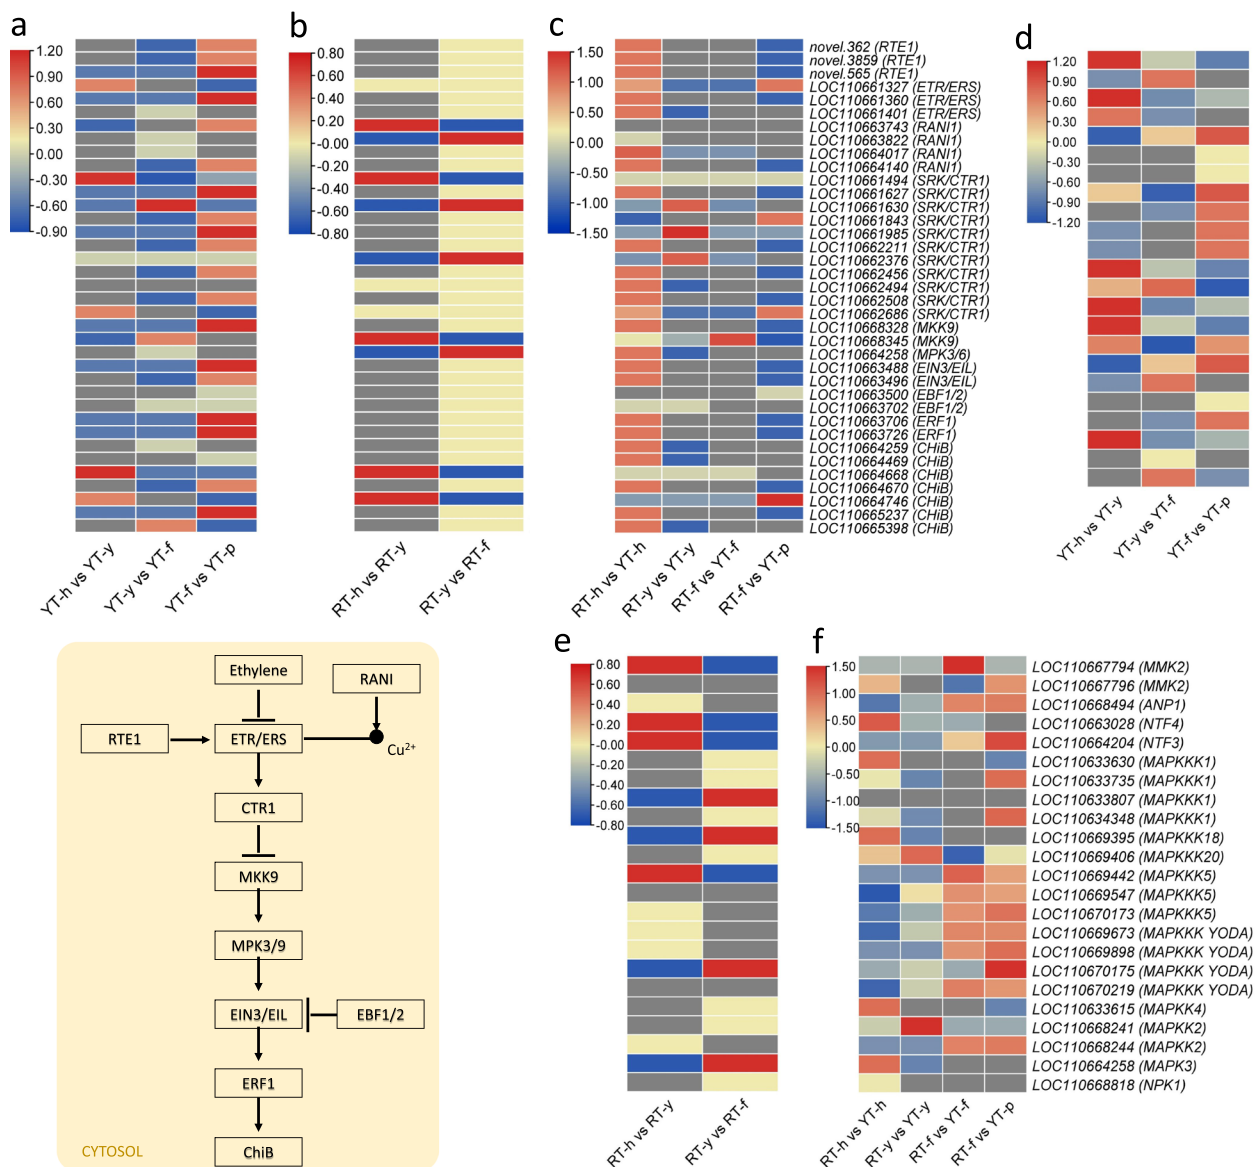 a
b
c
d
1.20
0.90
0.60
0.30
0.00
-0.30
-0.60
-0.90
YT-h vs YT-y
YT-y vs YT-f
YT-f vs YT-p
0.80
0.60
0.40
0.20
0.00
-0.20
-0.40
-0.60
-0.80
RT-h vs RT-y
RT-y vs RT-f
1.50
1.00
0.50
0.00
-0.50
-1.00
-1.50
novel.362 (RTE1)
novel.3859 (RTE1)
novel.565 (RTE1)
LOC110661327 (ETR/ERS)
LOC110661360 (ETR/ERS)
LOC110661401 (ETR/ERS)
LOC110663743 (RANI1)
LOC110663822 (RANI1)
LOC110664017 (RANI1)
LOC110664140 (RANI1)
LOC110661494 (SRK/CTR1)
LOC110661627 (SRK/CTR1)
LOC110661630 (SRK/CTR1)
LOC110661843 (SRK/CTR1)
LOC110661985 (SRK/CTR1)
LOC110662211 (SRK/CTR1)
LOC110662376 (SRK/CTR1)
LOC110662456 (SRK/CTR1)
LOC110662494 (SRK/CTR1)
LOC110662508 (SRK/CTR1)
LOC110662686 (SRK/CTR1)
LOC110668328 (MKK9)
LOC110668345 (MKK9)
LOC110664258 (MPK3/6)
LOC110663488 (EIN3/EIL)
LOC110663496 (EIN3/EIL)
LOC110663500 (EBF1/2)
LOC110663702 (EBF1/2)
LOC110663706 (ERF1)
LOC110663726 (ERF1)
LOC110664259 (CHiB)
LOC110664469 (CHiB)
LOC110664668 (CHiB)
LOC110664670 (CHiB)
LOC110664746 (CHiB)
LOC110665237 (CHiB)
LOC110665398 (CHiB)
RT-h vs YT-h
RT-y vs YT-y
RT-f vs YT-f
RT-f vs YT-p
1.20
0.90
0.60
0.30
0.00
-0.30
-0.60
-0.90
-1.20
YT-h vs YT-y
YT-y vs YT-f
YT-f vs YT-p
Ethylene
RANI
RTE1
ETR/ERS
Cu2+
CTR1
MKK9
MPK3/9
EIN3/EIL
EBF1/2
ERF1
ChiB
CYTOSOL
e
f
0.80
0.60
0.40
0.20
-0.00
-0.20
-0.40
-0.60
-0.80
RT-h vs RT-y
RT-y vs RT-f
1.50
1.00
0.50
0.00
-0.50
-1.00
-1.50
LOC110667794 (MMK2)
LOC110667796 (MMK2)
LOC110668494 (ANP1)
LOC110663028 (NTF4)
LOC110664204 (NTF3)
LOC110633630 (MAPKKK1)
LOC110633735 (MAPKKK1)
LOC110633807 (MAPKKK1)
LOC110634348 (MAPKKK1)
LOC110669395 (MAPKKK18)
LOC110669406 (MAPKKK20)
LOC110669442 (MAPKKK5)
LOC110669547 (MAPKKK5)
LOC110670173 (MAPKKK5)
LOC110669673 (MAPKKK YODA)
LOC110669898 (MAPKKK YODA)
LOC110670175 (MAPKKK YODA)
LOC110670219 (MAPKKK YODA)
LOC110633615 (MAPKK4)
LOC110668241 (MAPKK2)
LOC110668244 (MAPKK2)
LOC110664258 (MAPK3)
LOC110668818 (NPK1)
RT-h vs YT-h
RT-y vs YT-y
RT-f vs YT-f
RT-f vs YT-p